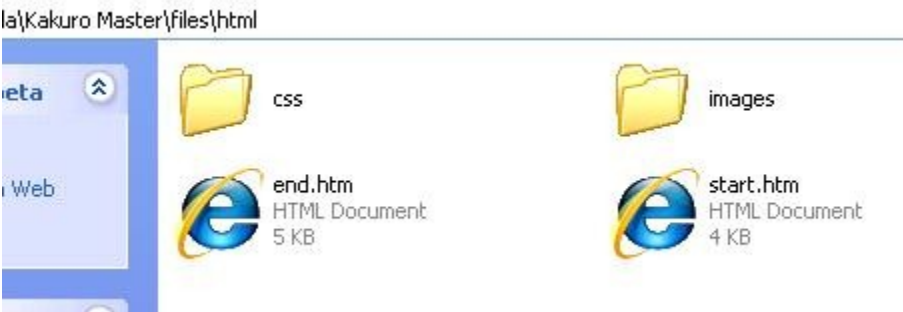 la\Kakuro Master\files\html
eta
css
images
Web
end.htm
HTML Document
5 KB
start.htm
HTML Document
4 KB